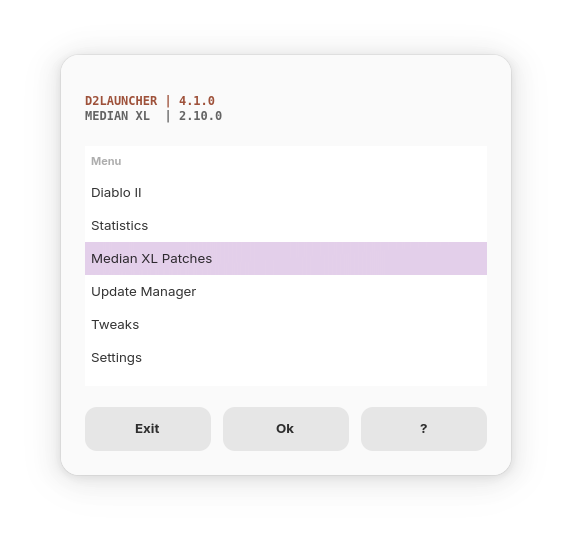 D2LAUNCHER | 4.1.0
MEDIAN XL | 2.10.0
Menu
Diablo II
Statistics
Median XL Patches
Update Manager
Tweaks
Settings
Exit
Ok
?